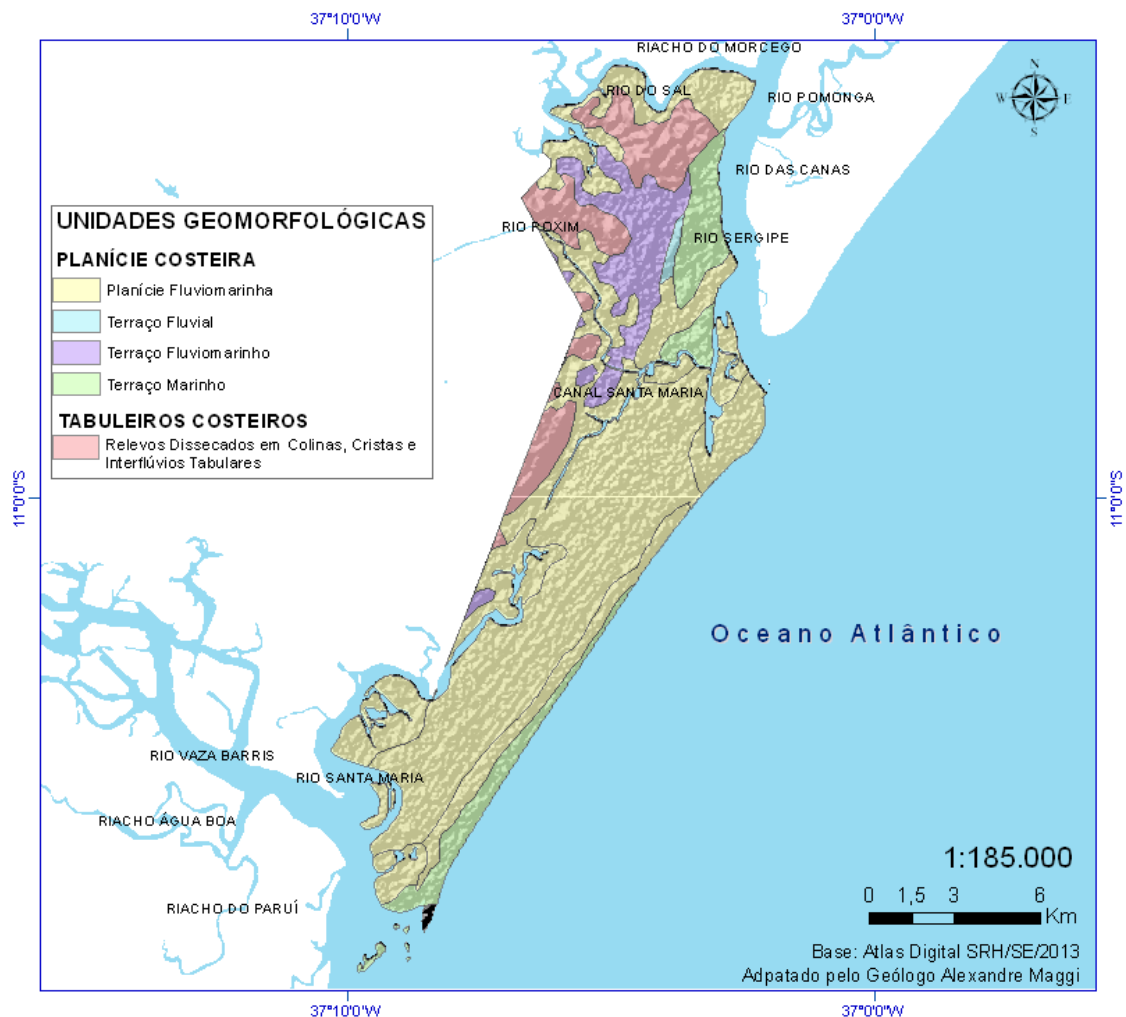 37°10'0"W
37°0'0"W
RIACHO DO MORCEGO
N
W
E
S
RIO DO SAL
RIO POMONGA
RIO DAS CANAS
UNIDADES GEOMORFOLÓGICAS
RIO POXIM
RIO SERGIPE
PLANÍCIE COSTEIRA
Planície Fluviomarinha
Terraço Fluvial
Terraço Fluviomarinho
Terraço Marinho
CANAL SANTA MARIA
TABULEIROS COSTEIROS
Relevos Dissecados em Colinas, Cristas e
Interflúvios Tabulares
11°0'0"S
11°0'0"S
Oceano Atlântico
RIO VAZA BARRIS
RIO SANTA MARIA
RIACHO ÁGUA BOA
1:185.000
0 1,5 3 6
Km
RIACHO DO PARUÍ
Base: Atlas Digital SRH/SE/2013
Adpatado pelo Geólogo Alexandre Maggi
37°10'0"W
37°0'0"W